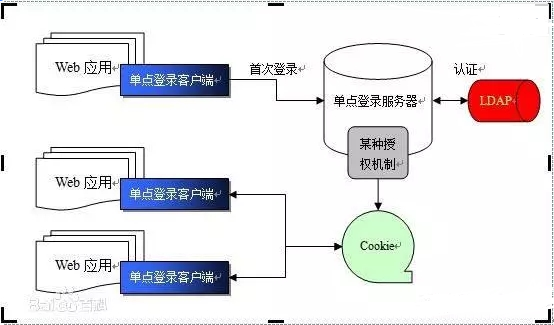 Web 应用
单点登录客户端
首次登录
单点登录服务器
认证
LDAP
某种授
权机制
Web 应用
单点登录客户端
Cookie
Web 应用
单点登录客户端
Baidu百科